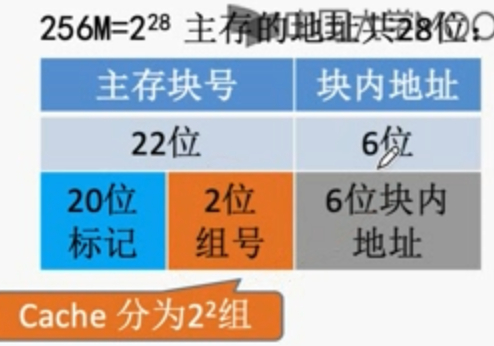 256M=2²⁸ 主存的地址共28位：
主存块号 块内地址
22位 6位
20位 2位 6位块内
标记 组号 地址
Cache 分为2²组